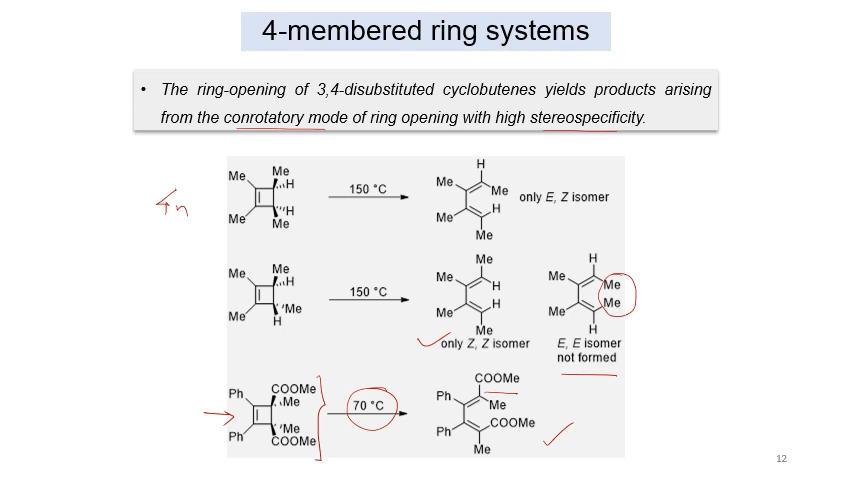 4-membered ring systems
• The ring-opening of 3,4-disubstituted cyclobutenes yields products arising
from the conrotatory mode of ring opening with high stereospecificity.
4n
Me
Me
H
H
Me
Me
150 °C
H
Me
Me
H
Me
Me
only E, Z isomer
Me
Me
H
Me
Me
H
150 °C
Me
Me
H
H
Me
Me
only Z, Z isomer
H
Me
Me
Me
Me
H
E, E isomer
not formed
Ph
COOMe
Me
Me
Ph
COOMe
70 °C
COOMe
Ph
Me
COOMe
Ph
Me
12